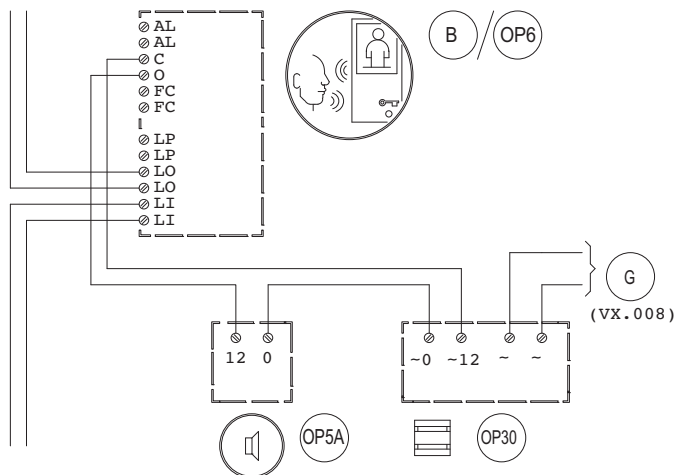 AL
AL
C
O
FC
FC
LP
LP
LO
LO
LI
LI
B / OP6
G
(VX.008)
12 0
~0 ~12 ~ ~
OP5A
OP30